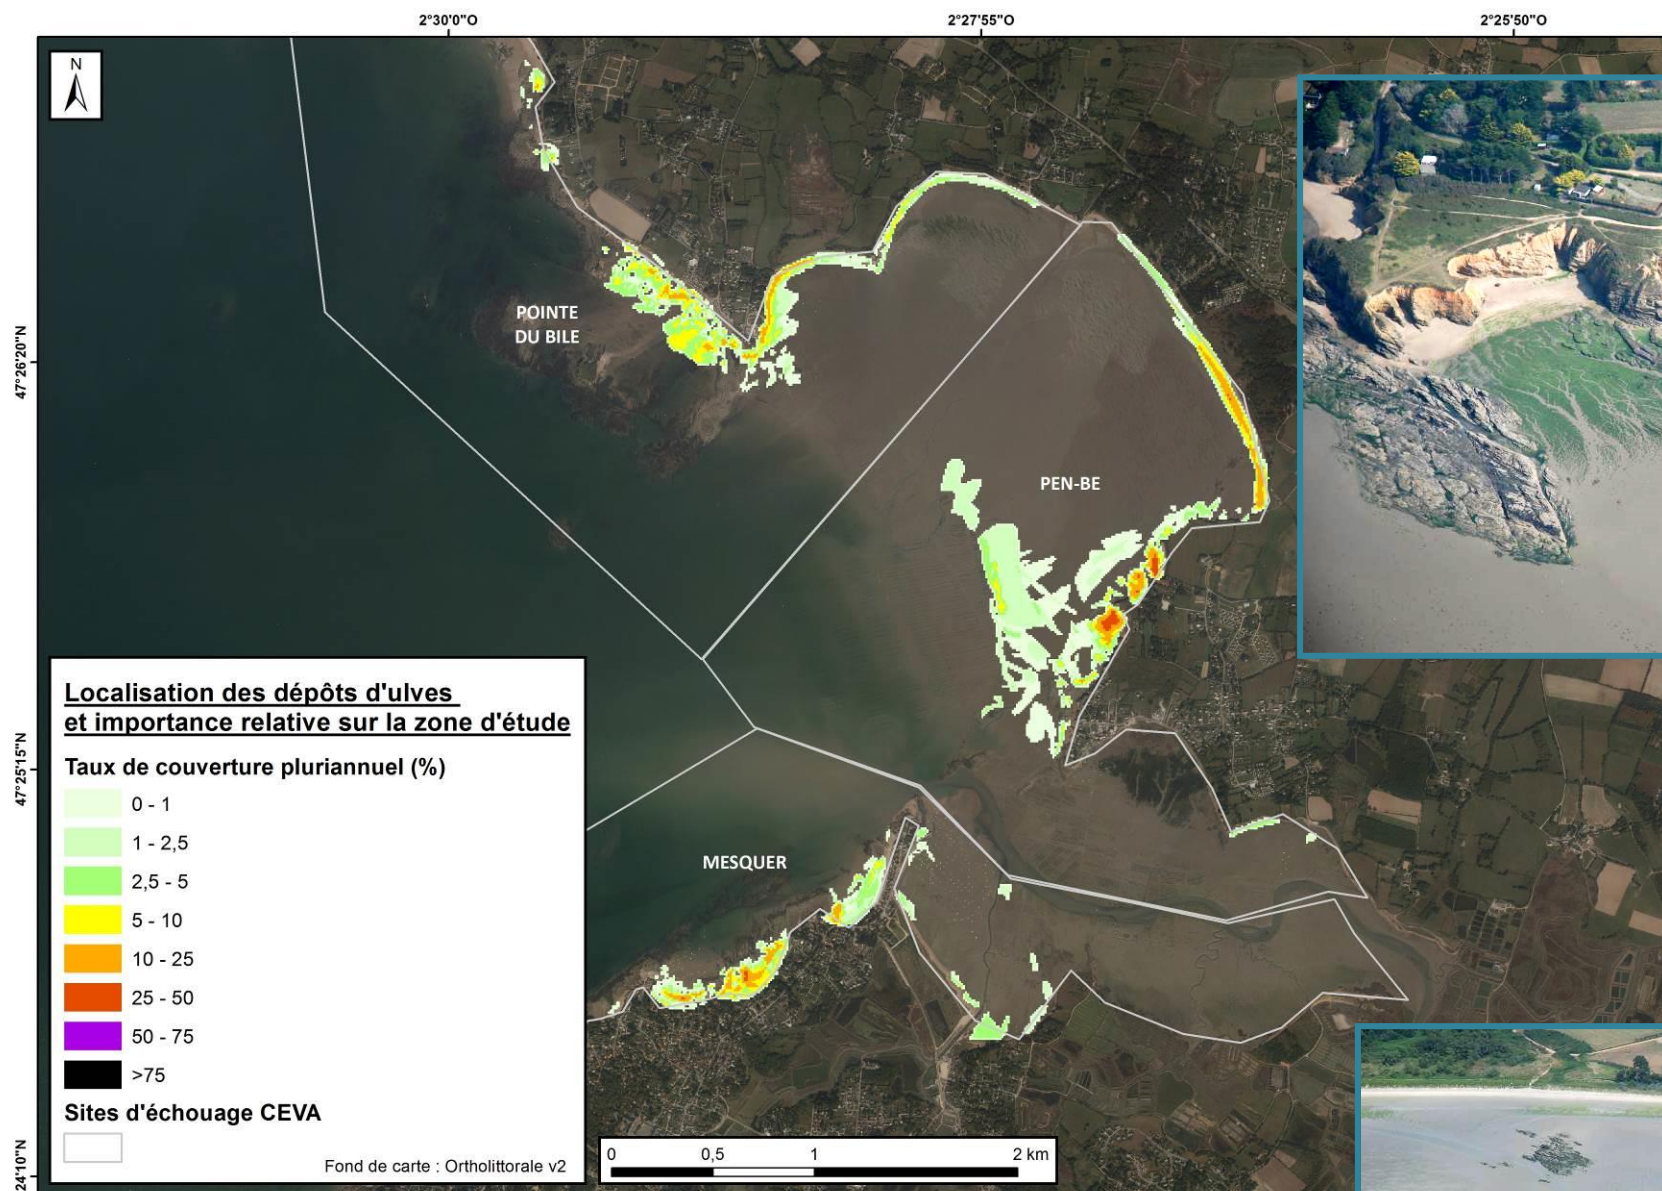 2°30'0"O
2°27'55"O
2°25'50"O
N
47°26'20"N
47°25'15"N
24°10"N
POINTE
DU BILE
PEN-BE
MESQUER
Localisation des dépôts d'ulves
et importance relative sur la zone d'étude
Taux de couverture pluriannuel (%)
0 - 1
1 - 2,5
2,5 - 5
5 - 10
10 - 25
25 - 50
50 - 75
>75
Sites d'échouage CEVA
Fond de carte : Ortholittorale v2
0
0,5
1
2 km